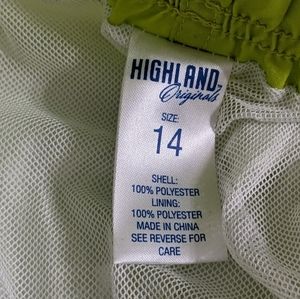 HIGHLAND
Originals
SIZE:
14
SHELL:
100% POLYESTER
LINING:
100% POLYESTER
MADE IN CHINA
SEE REVERSE FOR
CARE